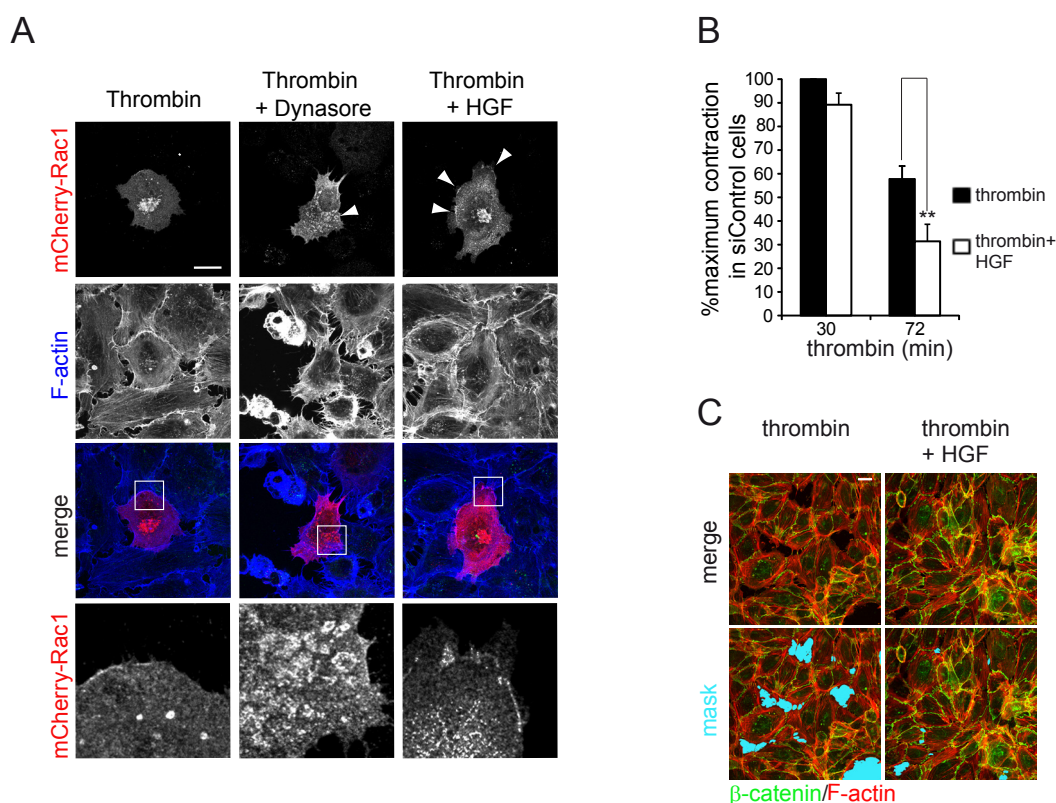 A
Thrombin
Thrombin
+ Dynasore
Thrombin
+ HGF
mCherry-Rac1
F-actin
merge
mCherry-Rac1
B
%maximum contraction
in siControl cells
100
90
80
70
60
50
40
30
20
10
0
**
30
72
thrombin (min)
thrombin
thrombin+
HGF
C
thrombin
thrombin
+ HGF
merge
mask
β-catenin/F-actin